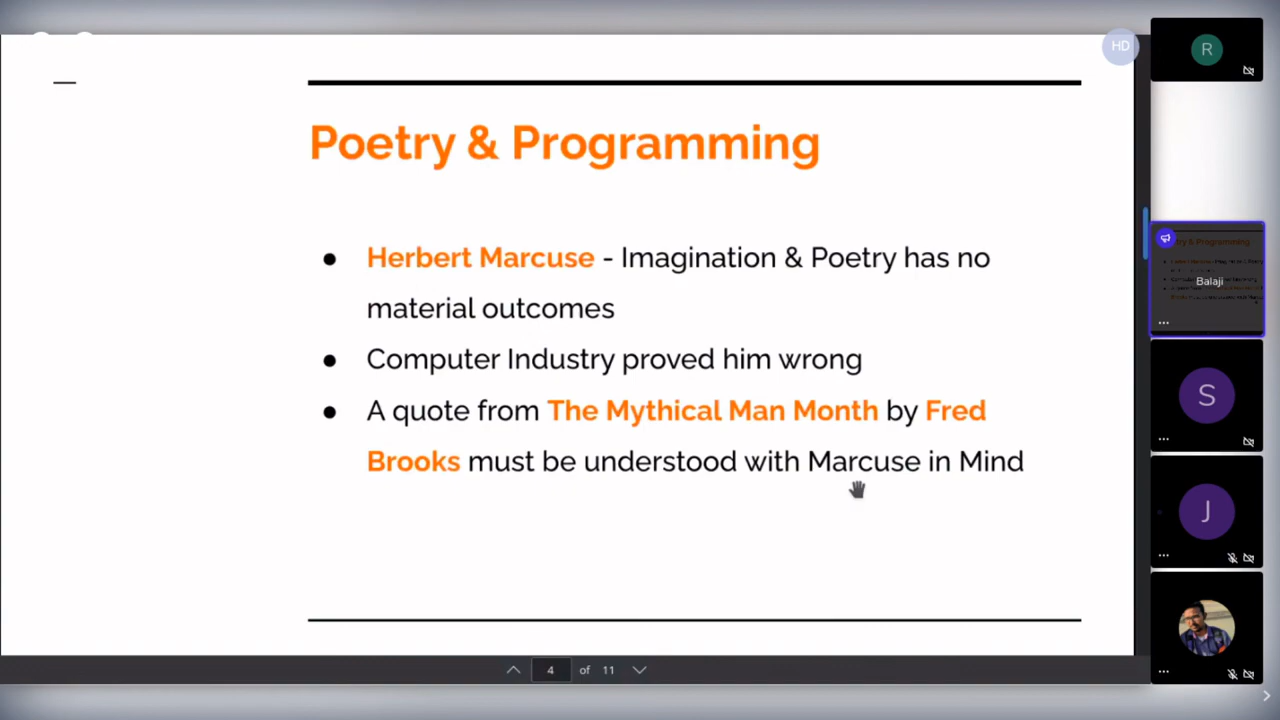 HD
R
Poetry & Programming
● Herbert Marcuse - Imagination & Poetry has no
material outcomes
● Computer Industry proved him wrong
● A quote from The Mythical Man Month by Fred
Brooks must be understood with Marcuse in Mind
Balaji
S
J
4 of 11